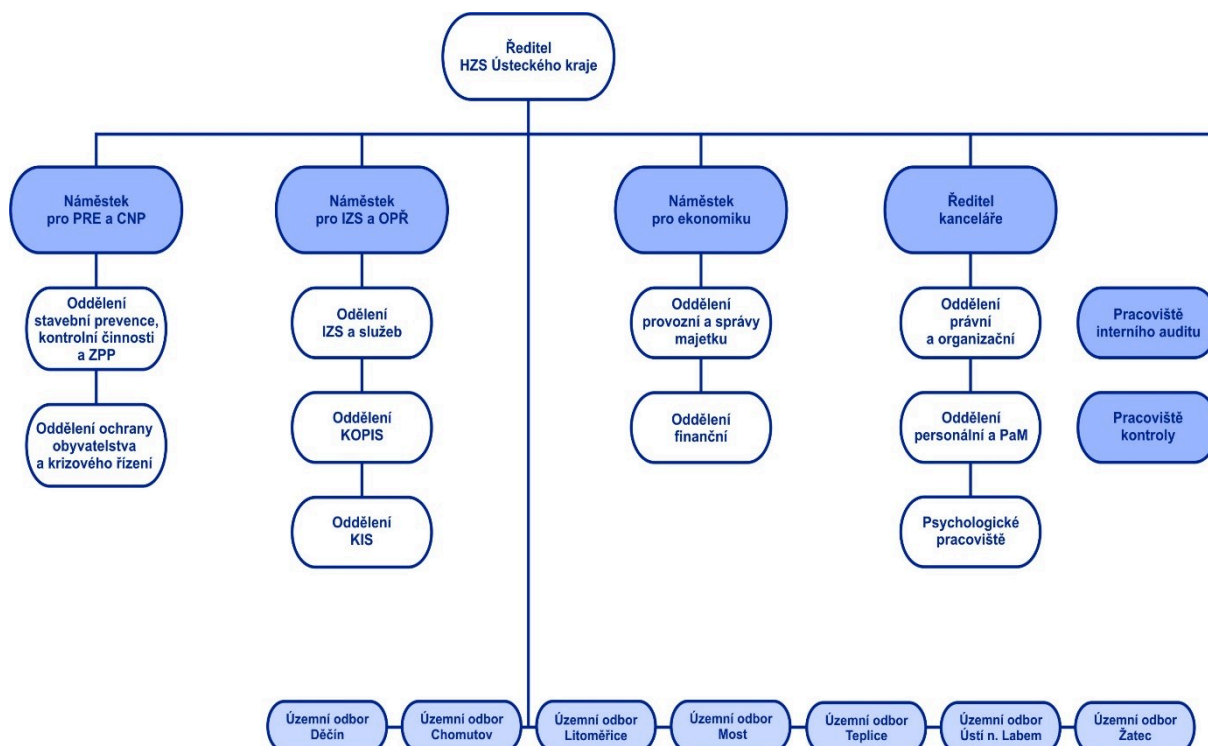 Ředitel
HZS Ústeckého kraje
Náměstek
pro PRE a CNP
Náměstek
pro IZS a OPŘ
Náměstek
pro ekonomiku
Ředitel
kanceláře
Oddělení
stavební prevence,
kontrolní činnosti
a ZPP
Odělení
IZS a služeb
Oddělení
provozní a správy
majetku
Oddělení
právní
a organizační
Pracoviště
interního auditu
Oddělení ochrany
obyvatelstva
a krizového řízení
Oddělení
KOPIS
Oddělení
finanční
Oddělení
personální a PaM
Pracoviště
kontroly
Oddělení
KIS
Psychologické
pracoviště
Územní odbor
Děčín
Územní odbor
Chomutov
Územní odbor
Litoměřice
Územní odbor
Most
Územní odbor
Teplice
Územní odbor
Ústí n. Labem
Územní odbor
Žatec